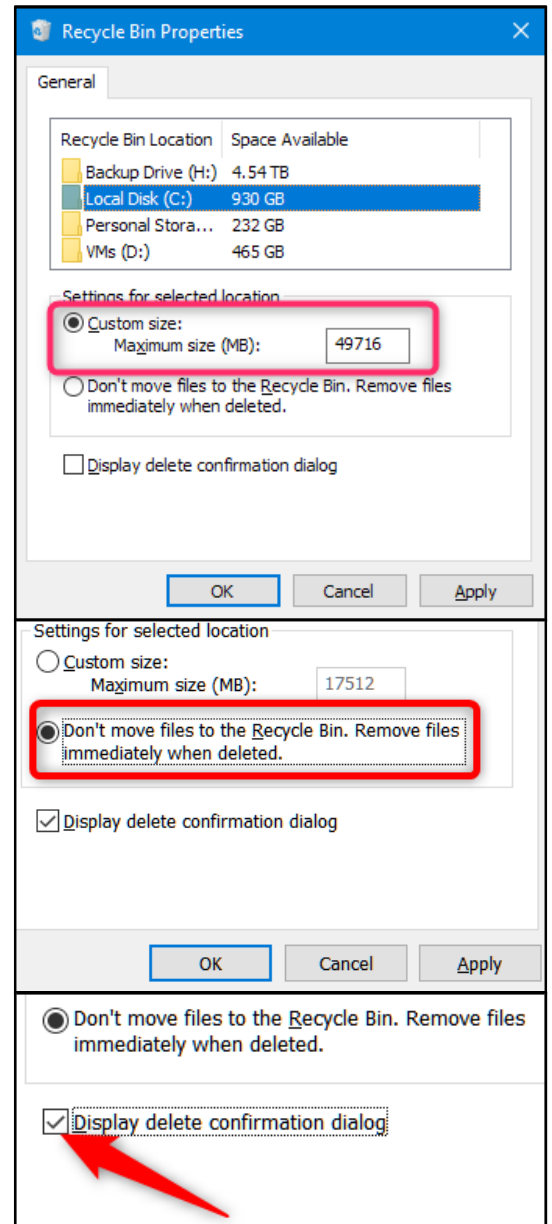 Recycle Bin Properties
General
Recycle Bin Location Space Available
Backup Drive (H:) 4.54 TB
Local Disk (C:) 930 GB
Personal Stora... 232 GB
VMs (D:) 465 GB
Settings for selected location
Custom size:
Maximum size (MB): 49716
Don't move files to the Recycle Bin. Remove files
immediately when deleted.
Display delete confirmation dialog
OK Cancel Apply
Settings for selected location
Custom size:
Maximum size (MB): 17512
Don't move files to the Recycle Bin. Remove files
immediately when deleted.
Display delete confirmation dialog
OK Cancel Apply
Don't move files to the Recycle Bin. Remove files
immediately when deleted.
Display delete confirmation dialog